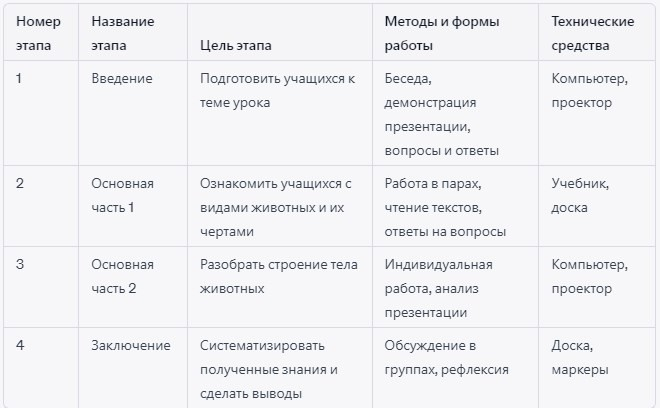 Номер этапа | Название этапа | Цель этапа | Методы и формы работы | Технические средства
1 | Введение | Подготовить учащихся к теме урока | Беседа, демонстрация презентации, вопросы и ответы | Компьютер, проектор
2 | Основная часть 1 | Ознакомить учащихся с видами животных и их чертами | Работа в парах, чтение текстов, ответы на вопросы | Учебник, доска
3 | Основная часть 2 | Разобрать строение тела животных | Индивидуальная работа, анализ презентации | Компьютер, проектор
4 | Заключение | Систематизировать полученные знания и сделать выводы | Обсуждение в группах, рефлексия | Доска, маркеры